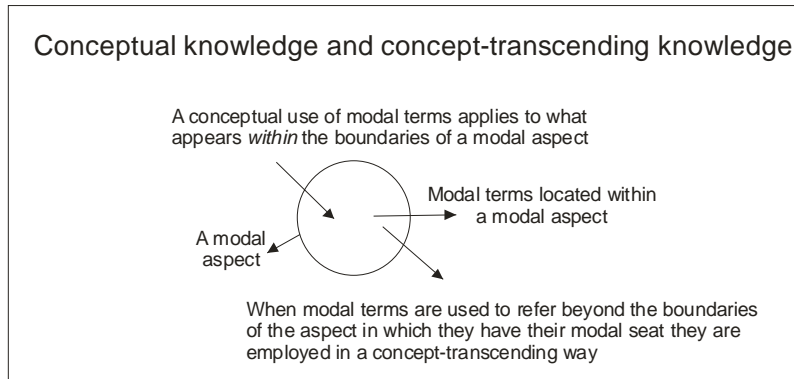 Conceptual knowledge and concept-transcending knowledge
A conceptual use of modal terms applies to what
appears within the boundaries of a modal aspect
Modal terms located within
a modal aspect
A modal
aspect
When modal terms are used to refer beyond the boundaries
of the aspect in which they have their modal seat they are
employed in a concept-transcending way